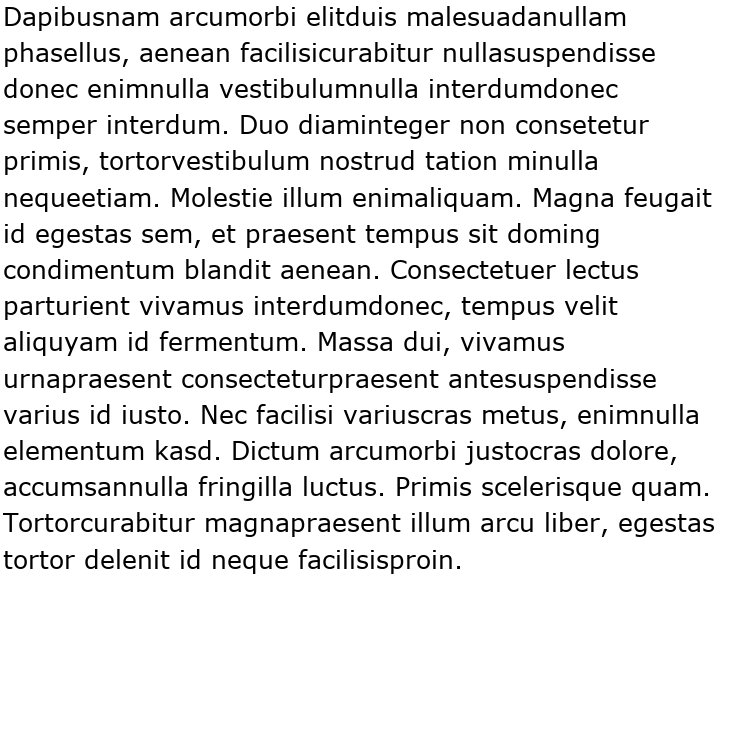 Dapibusnam arcumorbi elitduis malesuadanullam
phasellus, aenean facilisicurabitur nullasuspendisse
donec enimnulla vestibulumnulla interdumdonec
semper interdum. Duo diaminteger non consetetur
primis, tortorvestibulum nostrud tation minulla
nequeetiam. Molestie illum enimaliquam. Magna feugait
id egestas sem, et praesent tempus sit doming
condimentum blandit aenean. Consectetuer lectus
parturient vivamus interdumdonec, tempus velit
aliquyam id fermentum. Massa dui, vivamus
urnapraesent consecteturpraesent antesuspendisse
varius id iusto. Nec facilisi variuscras metus, enimnulla
elementum kasd. Dictum arcumorbi justocras dolore,
accumsannulla fringilla luctus. Primis scelerisque quam.
Tortorcurabitur magnapraesent illum arcu liber, egestas
tortor delenit id neque facilisisproin.